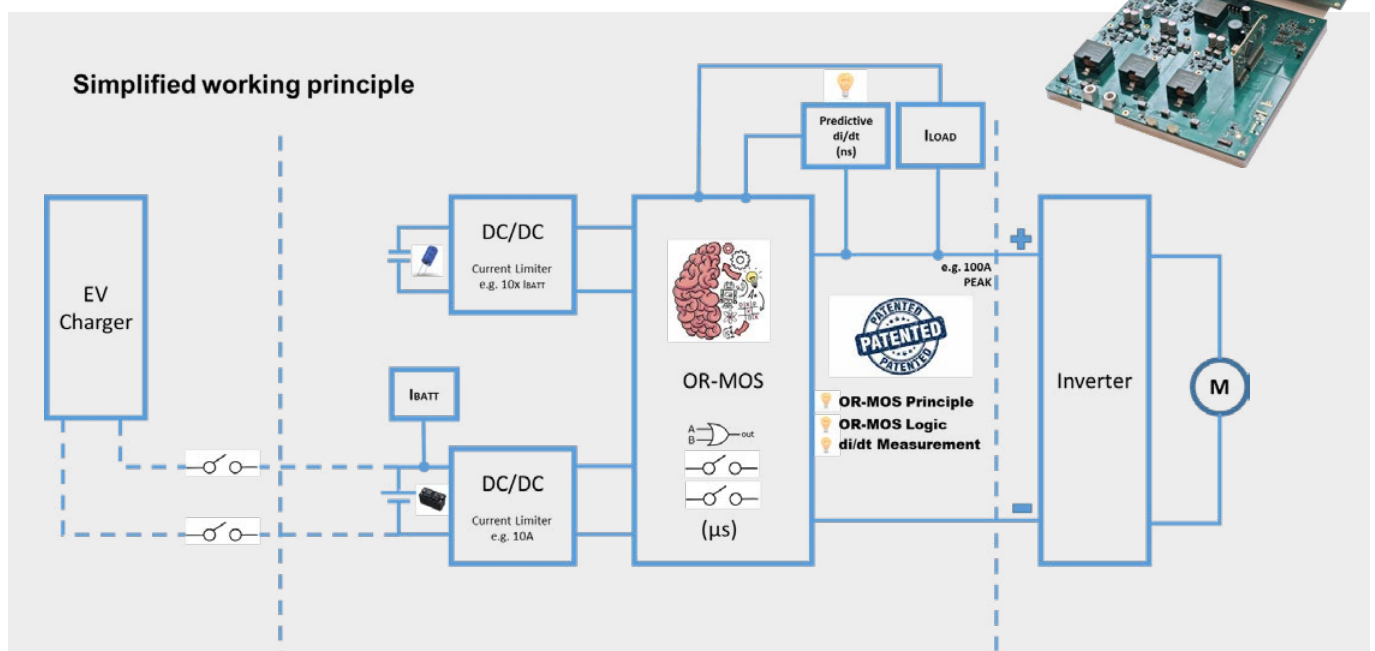 Simplified working principle
EV
Charger
DC/DC
Current Limiter
e.g. 10x IBATT
IBATT
DC/DC
Current Limiter
e.g. 10A
Predictive
di/dt
(ns)
ILOAD
OR-MOS
A
B
out
(µs)
+
e.g. 100A
PEAK
PATENTED
PATENTED
PATENTED
OR-MOS Principle
OR-MOS Logic
di/dt Measurement
-
Inverter
M